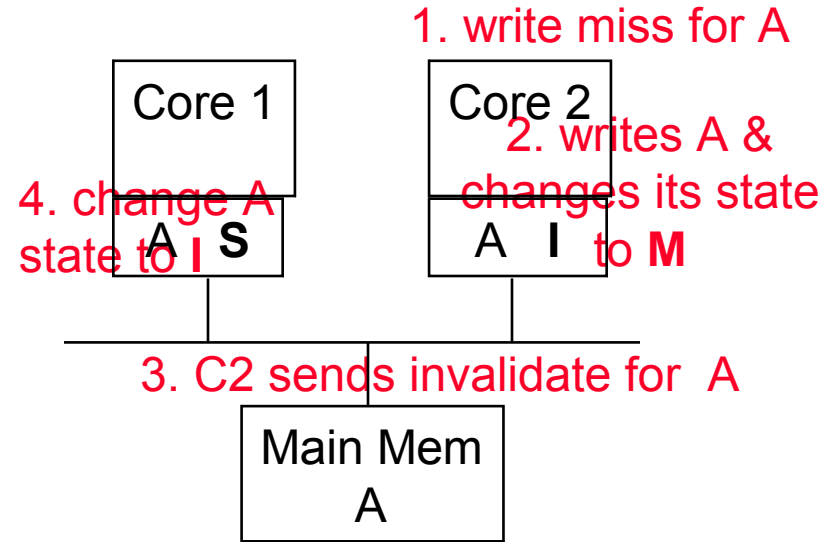 1. write miss for A
Core 1
Core 2
2. writes A &
changes its state
to M
4. change A
state to I
A S
A I
3. C2 sends invalidate for A
Main Mem
A